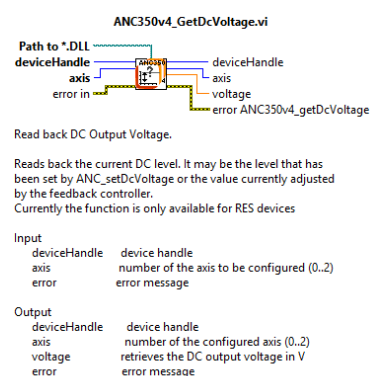 ANC350v4_GetDcVoltage.vi
Path to *.DLL
deviceHandle
axis
error in
ANC350
4
deviceHandle
axis
voltage
error ANC350v4_getDcVoltage
Read back DC Output Voltage.
Reads back the current DC level. It may be the level that has
been set by ANC_setDcVoltage or the value currently adjusted
by the feedback controller.
Currently the function is only available for RES devices
Input
deviceHandle device handle
axis number of the axis to be configured (0..2)
error error message
Output
deviceHandle device handle
axis number of the configured axis (0..2)
voltage retrieves the DC output voltage in V
error error message